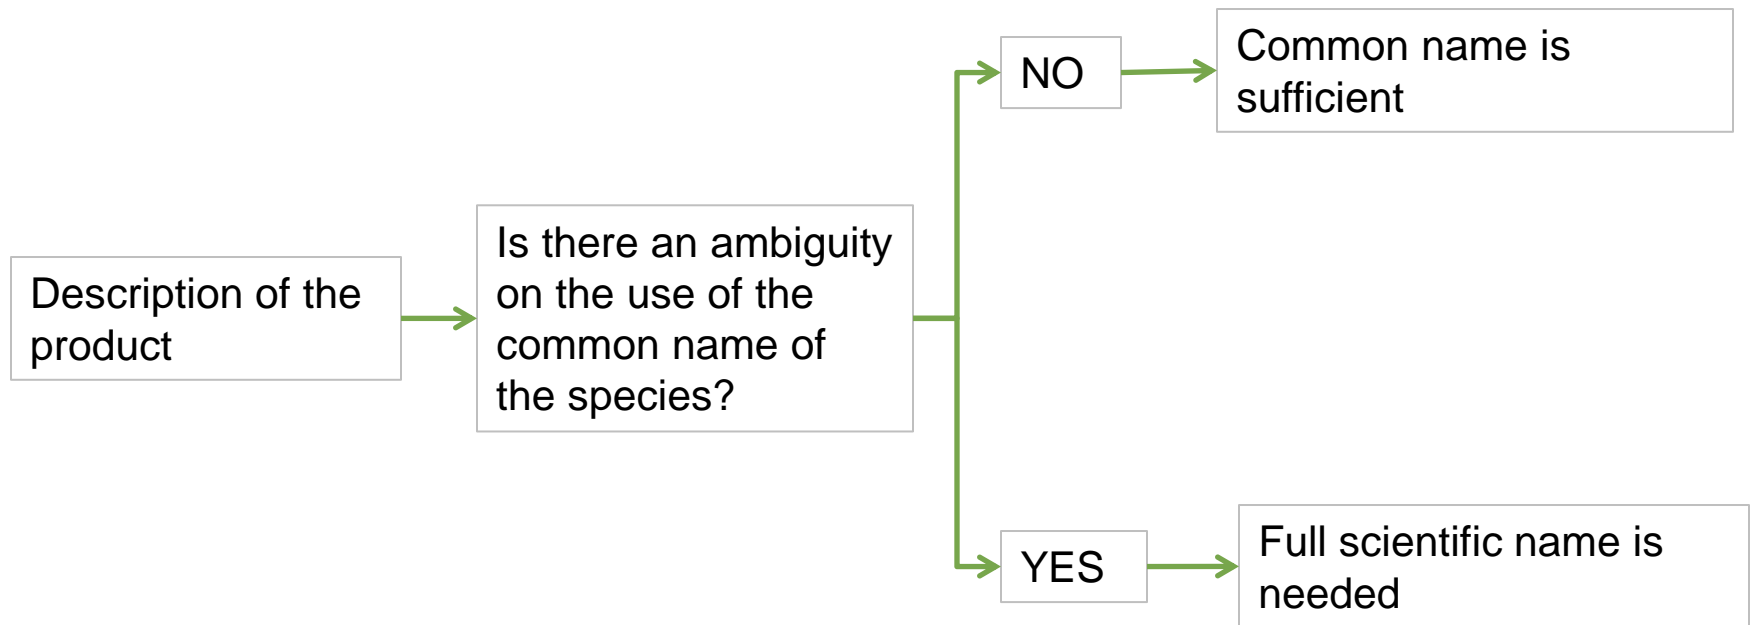 Description of the
product
Is there an ambiguity
on the use of the
common name of
the species?
NO
Common name is
sufficient
YES
Full scientific name is
needed